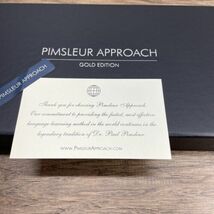 PIMSLEUR APPROACH
GOLD EDITION
PIMSLEUR APPROACH
Thank you for choosing Pimsleur Approach.
Our commitment to providing the fastest, most effective
language learning method in the world continues in the
legendary tradition of Dr. Paul Pimsleur.
WWW.PIMSLEURAPPROACH.COM